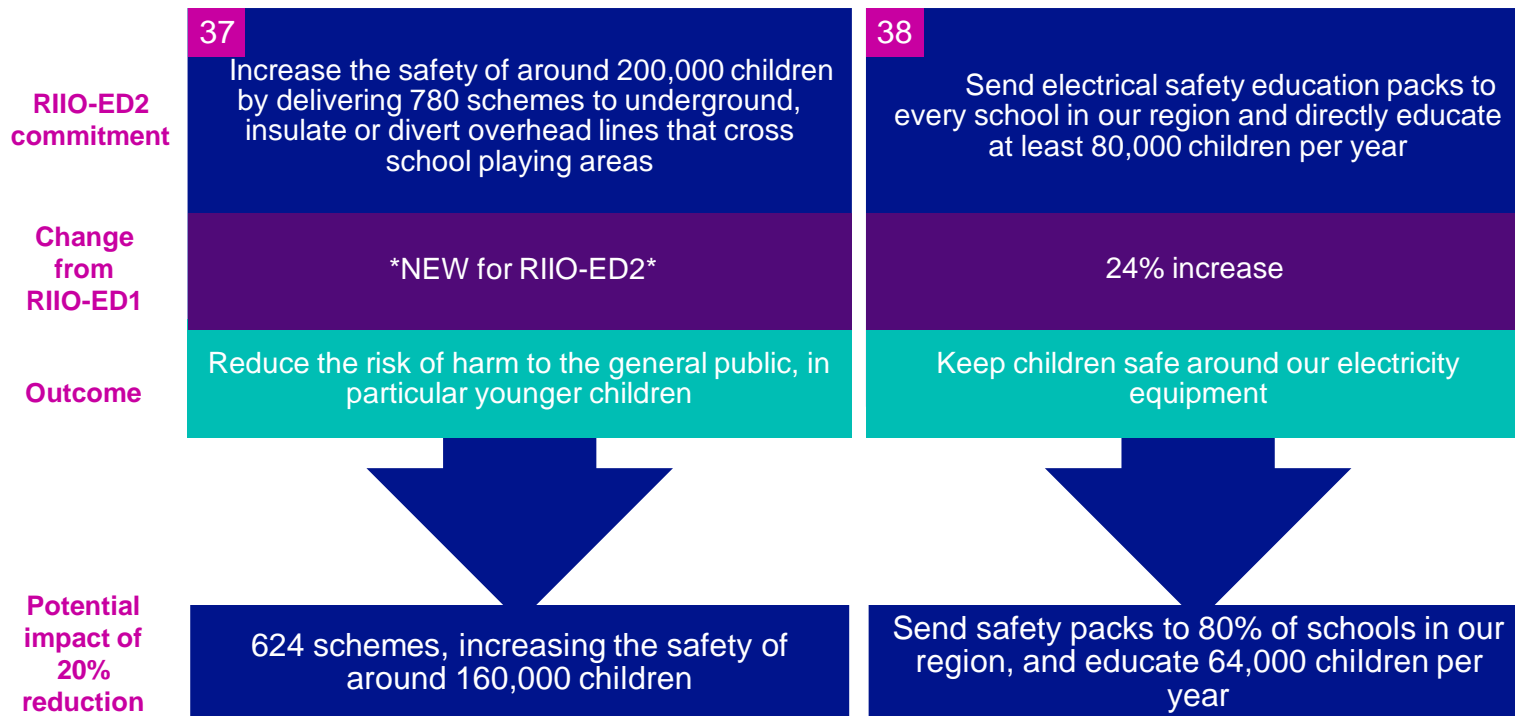 37
38
RIIO-ED2
commitment
Increase the safety of around 200,000 children
by delivering 780 schemes to underground,
insulate or divert overhead lines that cross
school playing areas
Send electrical safety education packs to
every school in our region and directly educate
at least 80,000 children per year
Change
from
RIIO-ED1
*NEW for RIIO-ED2*
24% increase
Outcome
Reduce the risk of harm to the general public, in
particular younger children
Keep children safe around our electricity
equipment
Potential
impact of
20%
reduction
624 schemes, increasing the safety of
around 160,000 children
Send safety packs to 80% of schools in our
region, and educate 64,000 children per
year